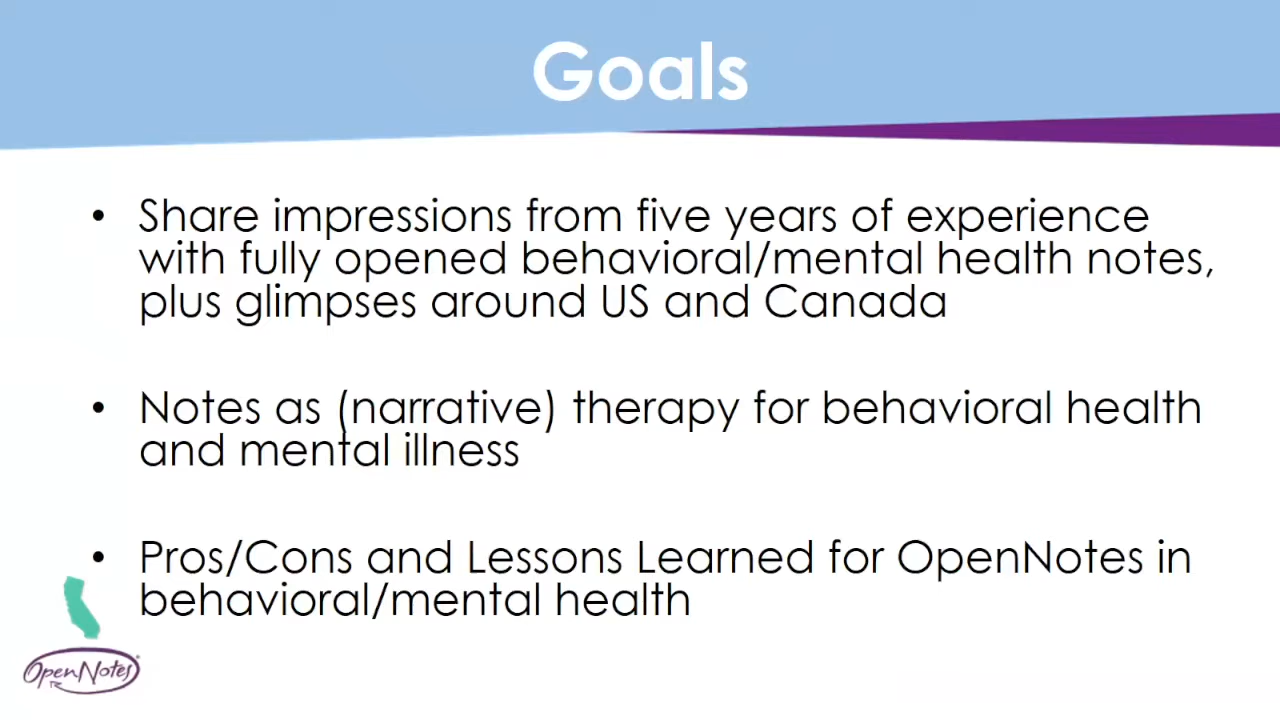 Goals
• Share impressions from five years of experience
with fully opened behavioral/mental health notes,
plus glimpses around US and Canada
• Notes as (narrative) therapy for behavioral health
and mental illness
• Pros/Cons and Lessons Learned for OpenNotes in
behavioral/mental health
OpenNotes